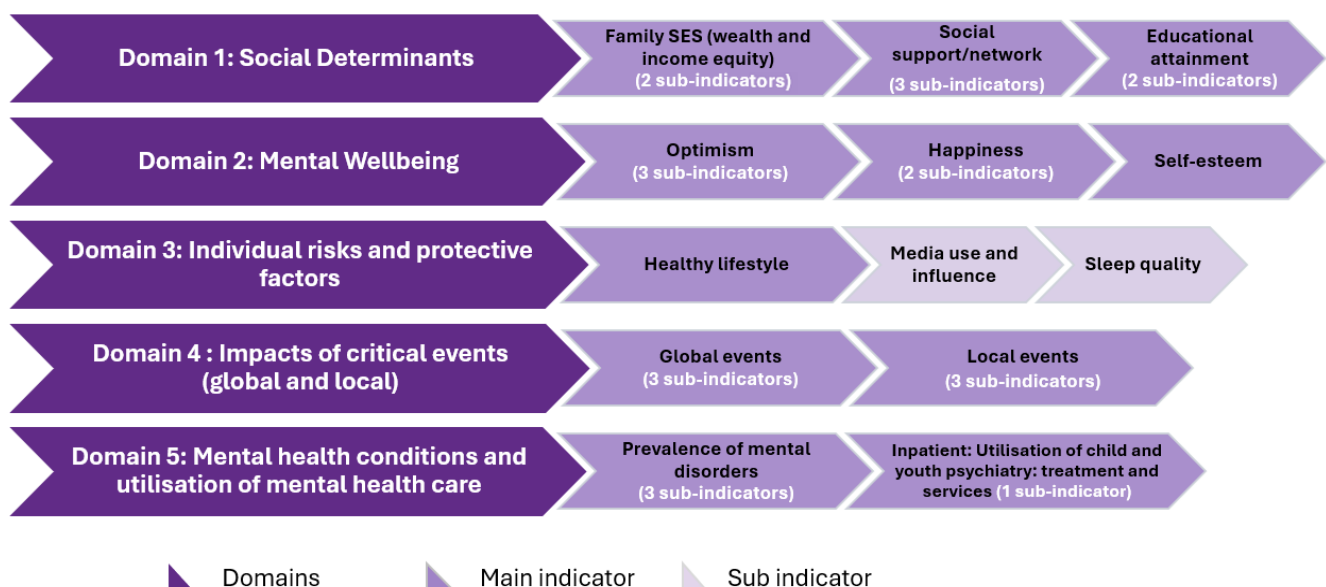 Domain 1: Social Determinants
Family SES (wealth and
income equity)
(2 sub-indicators)
Social
support/network
(3 sub-indicators)
Educational
attainment
(2 sub-indicators)
Domain 2: Mental Wellbeing
Optimism
(3 sub-indicators)
Happiness
(2 sub-indicators)
Self-esteem
Domain 3: Individual risks and protective
factors
Healthy lifestyle
Media use and
influence
Sleep quality
Domain 4 : Impacts of critical events
(global and local)
Global events
(3 sub-indicators)
Local events
(3 sub-indicators)
Domain 5: Mental health conditions and
utilisation of mental health care
Prevalence of mental
disorders
(3 sub-indicators)
Inpatient: Utilisation of child and
youth psychiatry: treatment and
services (1 sub-indicator)
Domains
Main indicator
Sub indicator